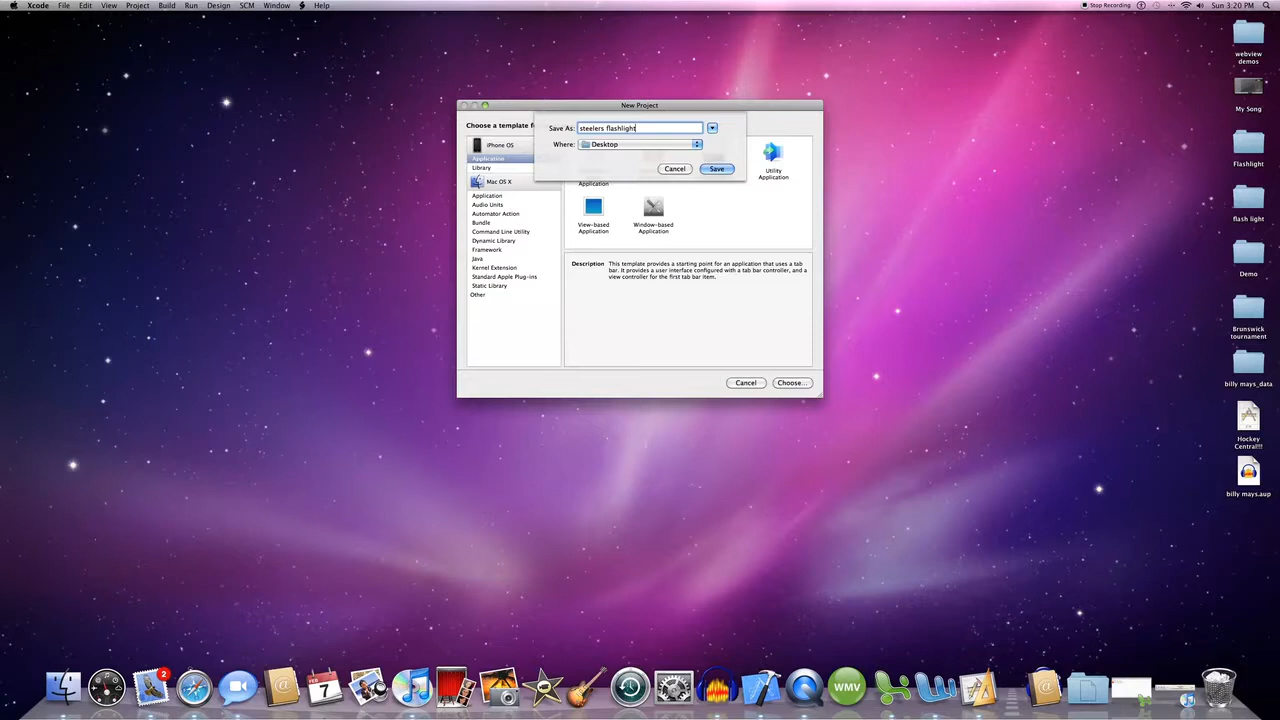 Xcode File Edit View Project Build Run Design SCM Window Help
Stop Recording Sun 3:20 PM
New Project
Choose a template f
Save As: steelers flashlight
Where: Desktop
Cancel Save
iPhone OS
Application
Library
Mac OS X
Application
Audio Units
Automator Action
Bundle
Command Line Utility
Dynamic Library
Framework
Java
Kernel Extension
Standard Apple Plug-ins
Static Library
Other
Application
Utility
Application
View-based
Application
Window-based
Application
Description This template provides a starting point for an application that uses a tab
bar. It provides a user interface configured with a tab bar controller, and a
view controller for the first tab bar item.
Cancel Choose...
webview
demos
My Song
Flashlight
flash light
Demo
Brunswick
tournament
billy mays_data
Hockey
Central!!!
billy mays.aup
2
7
WMV